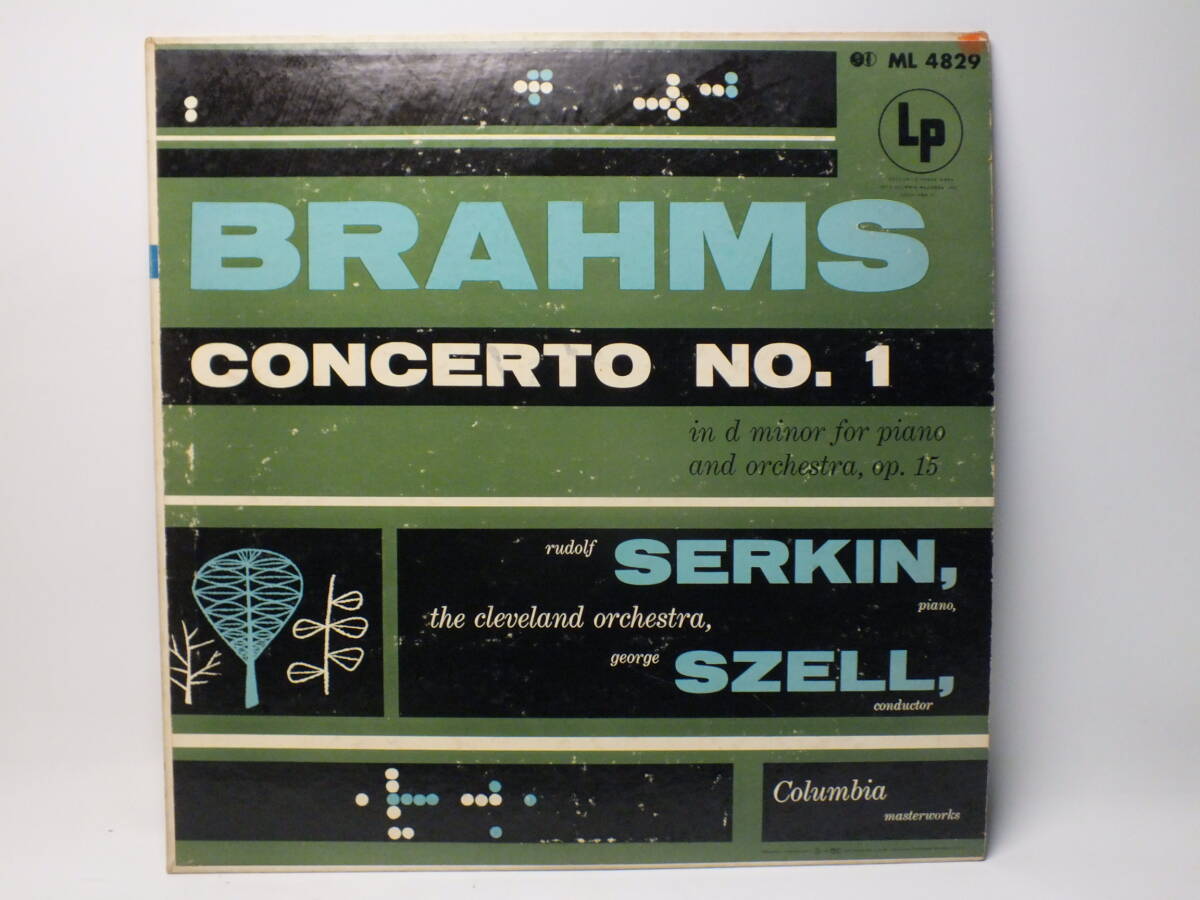 ML 4829
LP
BRAHMS
CONCERTO NO. 1
in d minor for piano
and orchestra, op. 15
rudolf SERKIN,
piano,
the cleveland orchestra,
george SZELL,
conductor
Columbia
masterworks